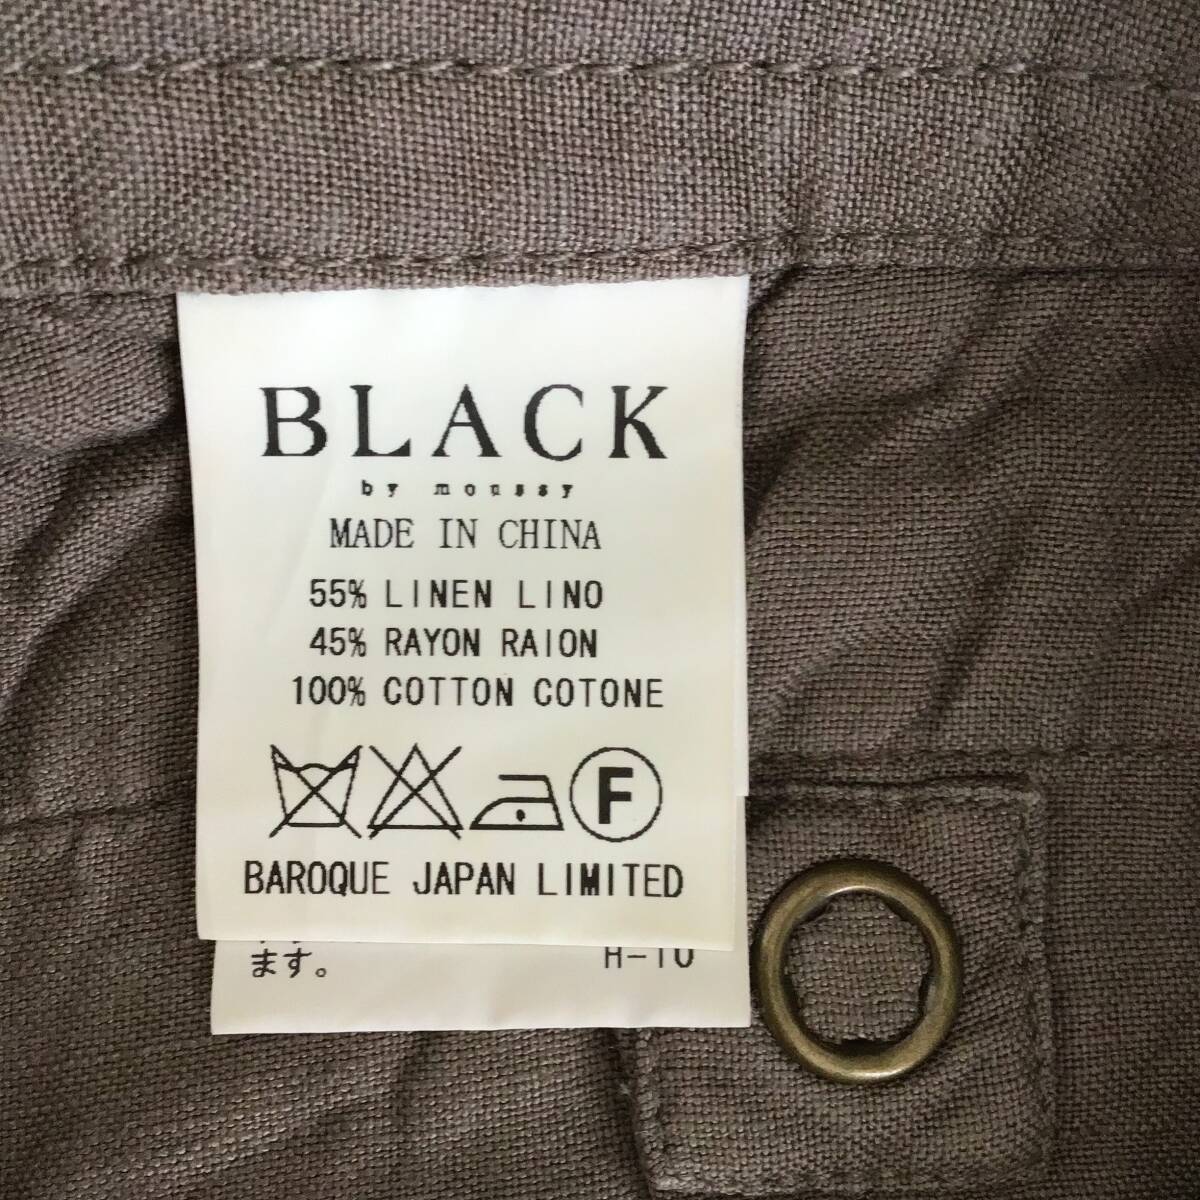 BLACK
by moussy
MADE IN CHINA
55% LINEN LINO
45% RAYON RAION
100% COTTON COTONE
F
BAROQUE JAPAN LIMITED
ます。 H-10